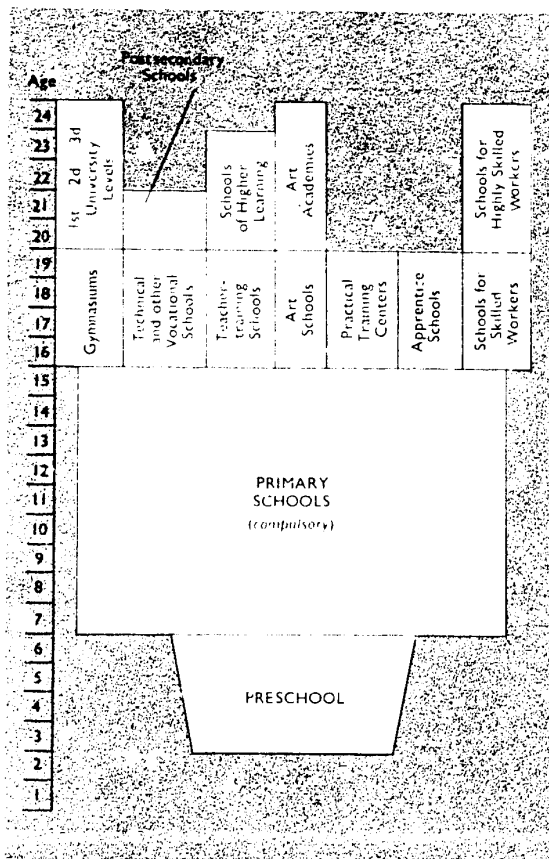 Postsecondary
Schools
Age
24
23
22
21
20
19
18
17
16
15
14
13
12
11
10
9
8
7
6
5
4
3
2
1
1st 2d 3d
University
Levels
Schools
of Higher
Learning
Art
Academies
Schools for
Highly Skilled
Workers
Gymnasiums
Technical
and other
Vocational
Schools
Teacher-
training
Schools
Art
Schools
Practical
Training
Centers
Apprentice
Schools
Schools for
Skilled
Workers
PRIMARY
SCHOOLS
(compulsory)
PRESCHOOL